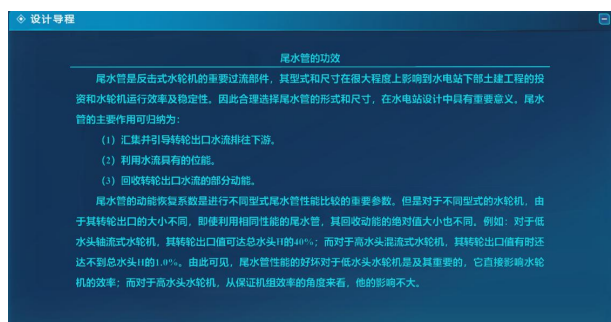 设计导程
尾水管的功效
尾水管是反击式水轮机的重要过流部件，其型式和尺寸在很大程度上影响到水电站下部土建工程的投
资和水轮机运行效率及稳定性。因此合理选择尾水管的形式和尺寸，在水电站设计中具有重要意义。尾水
管的主要作用可归纳为：
（1）汇集并引导转轮出口水流排往下游。
（2）利用水流具有的位能。
（3）回收转轮出口水流的部分动能。
尾水管的动能恢复系数是进行不同型式尾水管性能比较的重要参数。但是对于不同型式的水轮机，由
于其转轮出口的大小不同，即使利用相同性能的尾水管，其回收动能的绝对值大小也不同。例如：对于低
水头轴流式水轮机，其转轮出口值可达总水头H的40%；而对于高水头混流式水轮机，其转轮出口值有时还
达不到总水头H的1.0%。由此可见，尾水管性能的好坏对于低水头水轮机是及其重要的，它直接影响水轮
机的效率；而对于高水头水轮机，从保证机组效率的角度来看，他的影响不大。